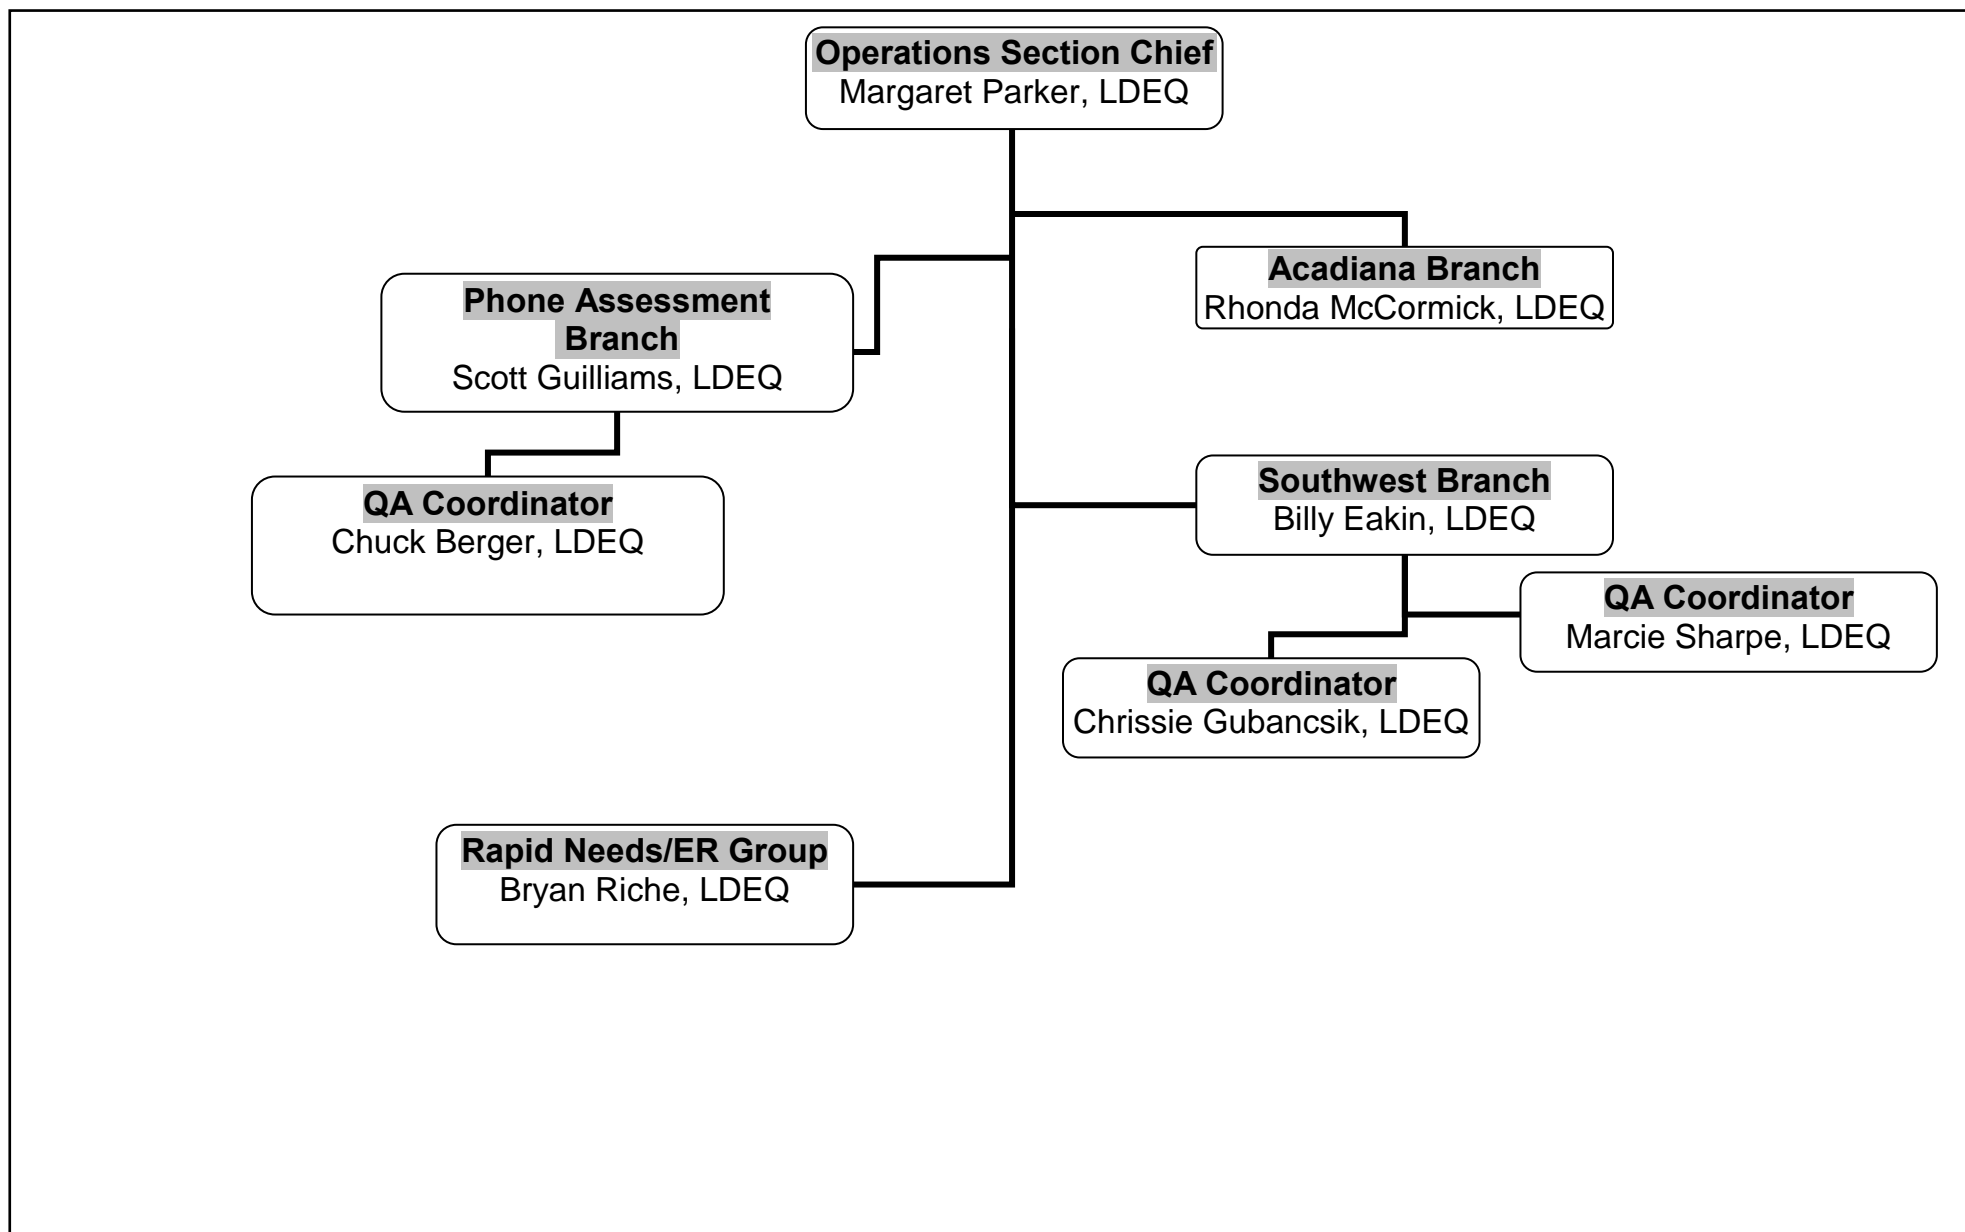 Operations Section Chief
Margaret Parker, LDEQ
Acadiana Branch
Rhonda McCormick, LDEQ
Phone Assessment
Branch
Scott Guilliams, LDEQ
QA Coordinator
Chuck Berger, LDEQ
Southwest Branch
Billy Eakin, LDEQ
QA Coordinator
Marcie Sharpe, LDEQ
QA Coordinator
Chrissie Gubancsik, LDEQ
Rapid Needs/ER Group
Bryan Riche, LDEQ